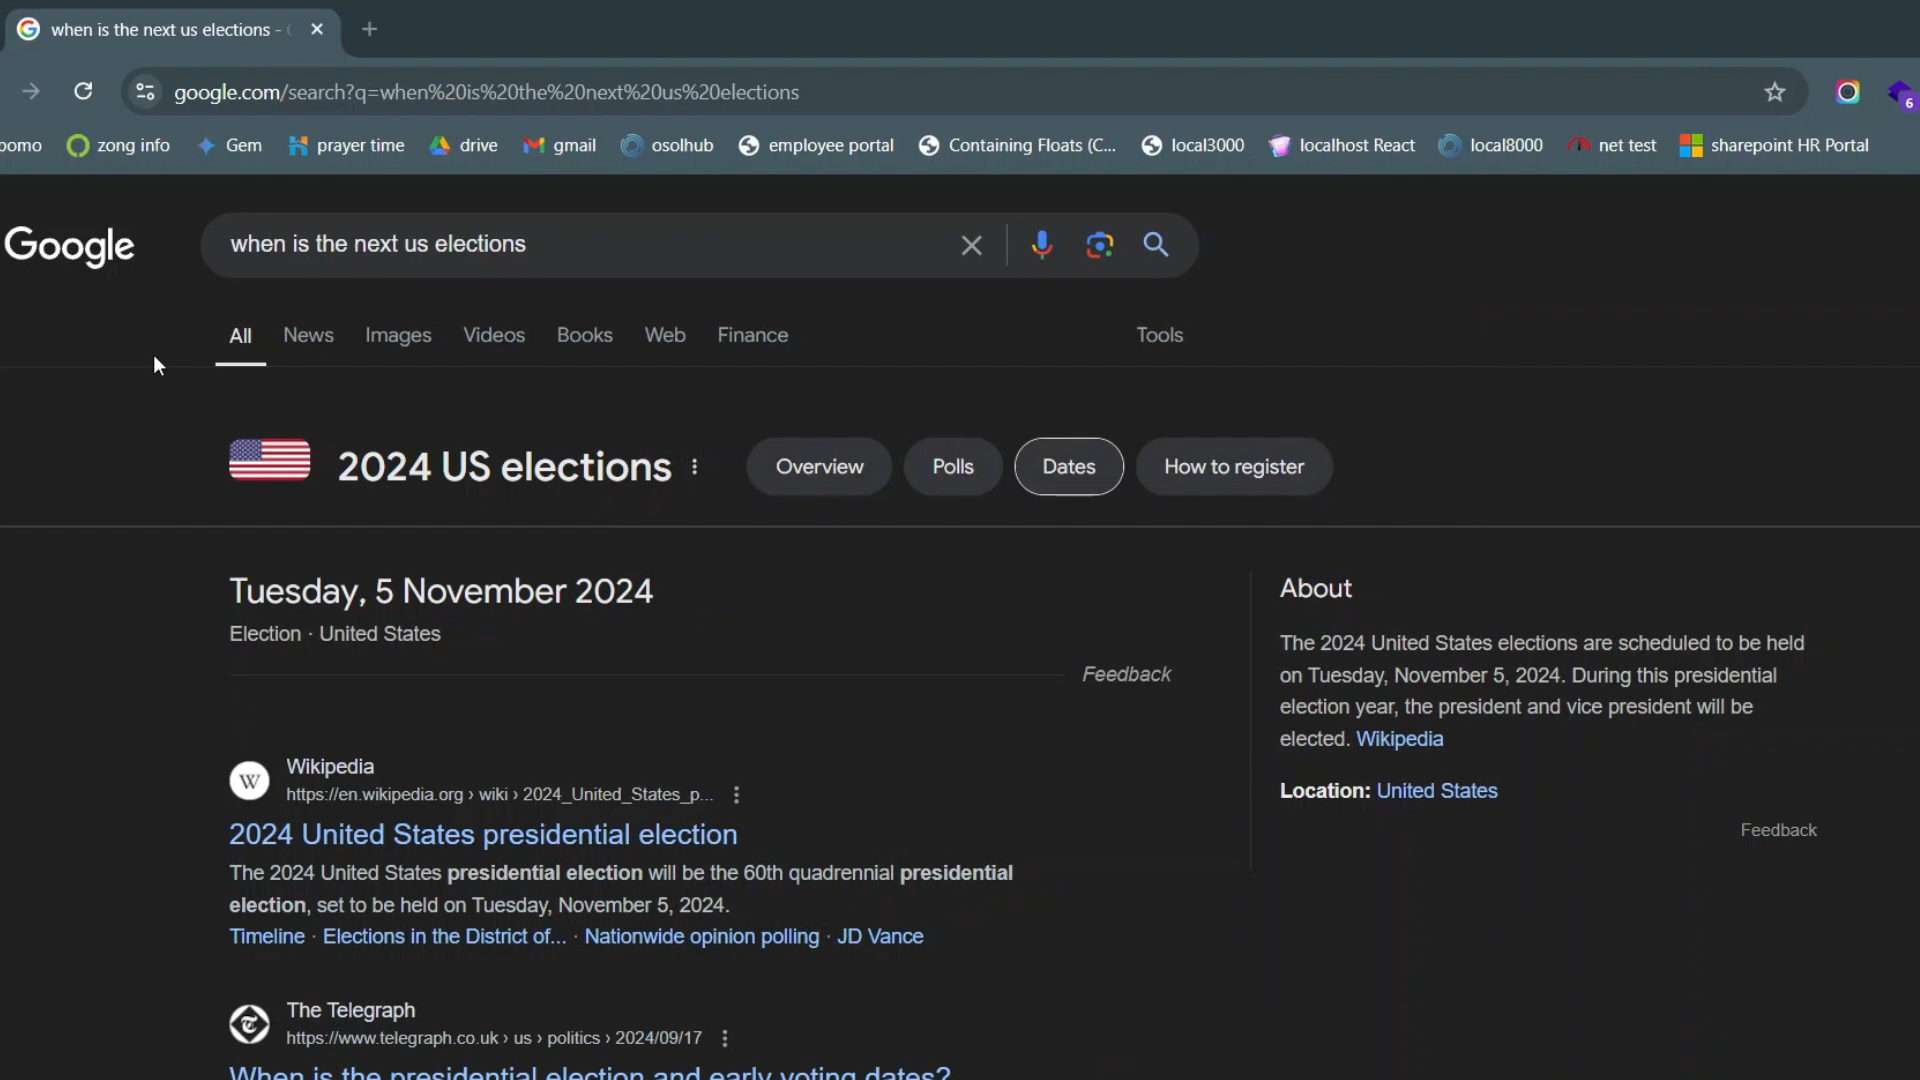 when is the next us elections -
google.com/search?q=when%20is%20the%20next%20us%20elections
6
pomo zong info Gem prayer time drive gmail osolhub employee portal Containing Floats (C... local3000 localhost React local8000 net test sharepoint HR Portal
Google when is the next us elections
All News Images Videos Books Web Finance Tools
2024 US elections Overview Polls Dates How to register
Tuesday, 5 November 2024
Election · United States
Feedback
About
The 2024 United States elections are scheduled to be held
on Tuesday, November 5, 2024. During this presidential
election year, the president and vice president will be
elected. Wikipedia
Location: United States
Feedback
W Wikipedia
https://en.wikipedia.org › wiki › 2024_United_States_p...
2024 United States presidential election
The 2024 United States presidential election will be the 60th quadrennial presidential
election, set to be held on Tuesday, November 5, 2024.
Timeline · Elections in the District of... · Nationwide opinion polling · JD Vance
The Telegraph
https://www.telegraph.co.uk › us › politics › 2024/09/17
When is the presidential election and early voting dates?